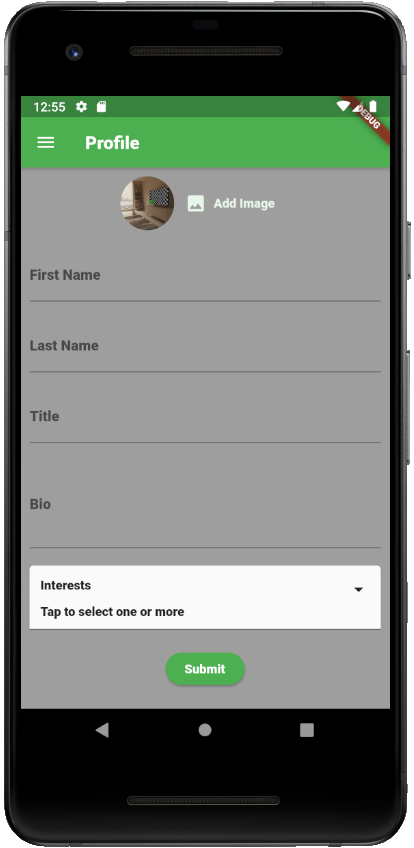 12:55
DEBUG
Profile
Add Image
First Name
Last Name
Title
Bio
Interests
Tap to select one or more
Submit